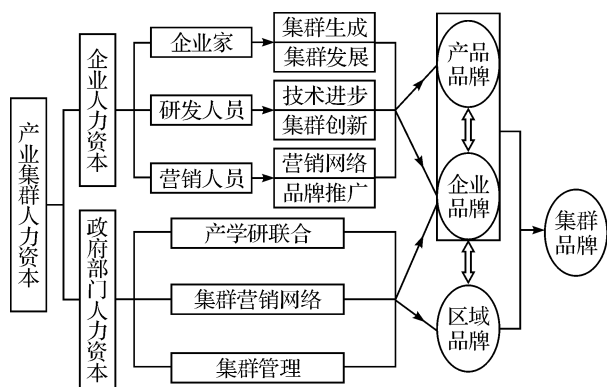 产业集群人力资本
企业人力资本
企业家
集群生成
集群发展
研发人员
技术进步
集群创新
营销人员
营销网络
品牌推广
政府部门人力资本
产学研联合
集群营销网络
集群管理
产品
品牌
企业
品牌
区域
品牌
集群
品牌